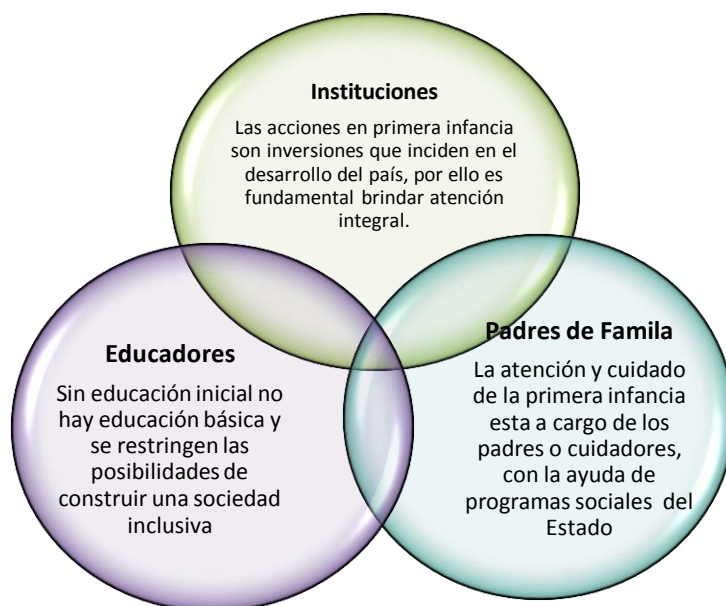 Instituciones
Las acciones en primera infancia
son inversiones que inciden en el
desarrollo del país, por ello es
fundamental brindar atención
integral.
Educadores
Sin educación inicial no
hay educación básica y
se restringen las
posibilidades de
construir una sociedad
inclusiva
Padres de Famila
La atención y cuidado
de la primera infancia
esta a cargo de los
padres o cuidadores,
con la ayuda de
programas sociales del
Estado